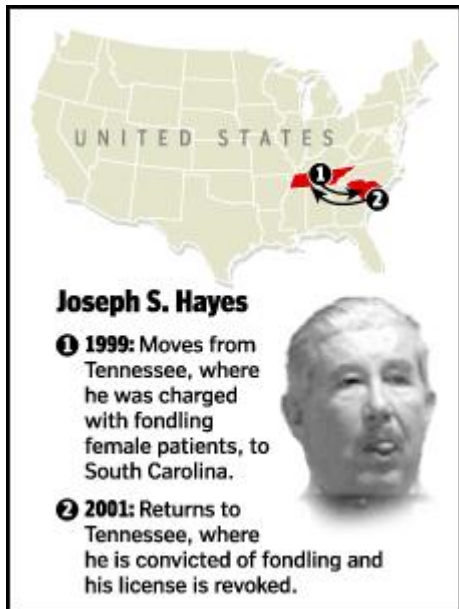 UNITED STATES
1
2
Joseph S. Hayes
1 1999: Moves from
Tennessee, where
he was charged
with fondling
female patients, to
South Carolina.
2 2001: Returns to
Tennessee, where
he is convicted of fondling and
his license is revoked.